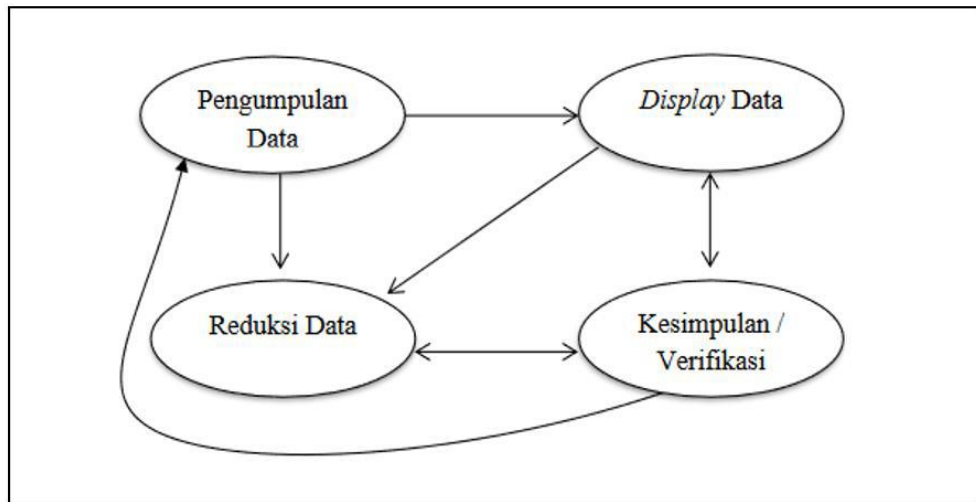 Pengumpulan
Data
Display Data
Reduksi Data
Kesimpulan /
Verifikasi